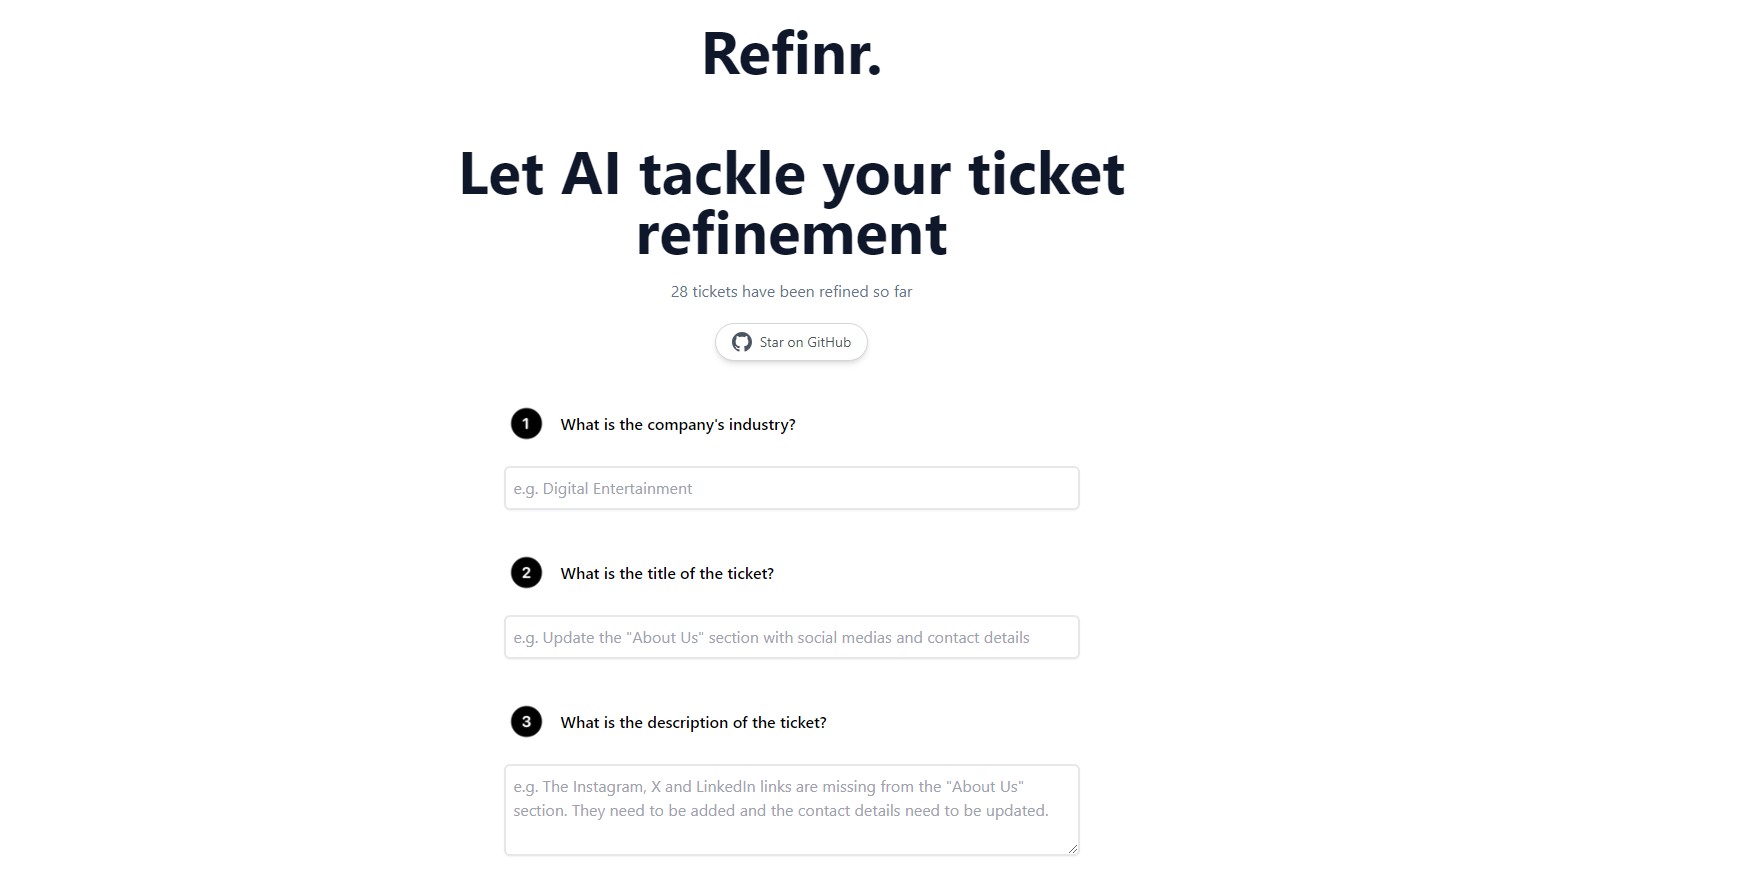 Refinr.
Let AI tackle your ticket
refinement
28 tickets have been refined so far
Star on GitHub
1 What is the company's industry?
e.g. Digital Entertainment
2 What is the title of the ticket?
e.g. Update the "About Us" section with social medias and contact details
3 What is the description of the ticket?
e.g. The Instagram, X and LinkedIn links are missing from the "About Us"
section. They need to be added and the contact details need to be updated.